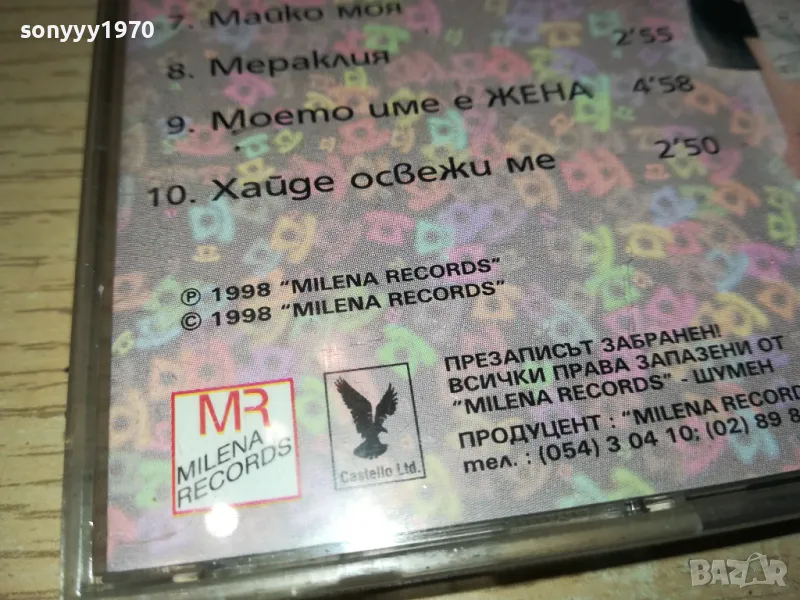 sonyyy1970
7. Майко моя
8. Мераклия 2'55
9. Моето име е ЖЕНА 4'58
10. Хайде освежи ме 2'50
℗ 1998 "MILENA RECORDS"
© 1998 "MILENA RECORDS"
MR
MILENA
RECORDS
Castello Ltd.
ПРЕЗАПИСЪТ ЗАБРАНЕН!
ВСИЧКИ ПРАВА ЗАПАЗЕНИ ОТ
"MILENA RECORDS" - ШУМЕН
ПРОДУЦЕНТ : "MILENA RECORD
тел. : (054) 3 04 10; (02) 89 8
BAZAR